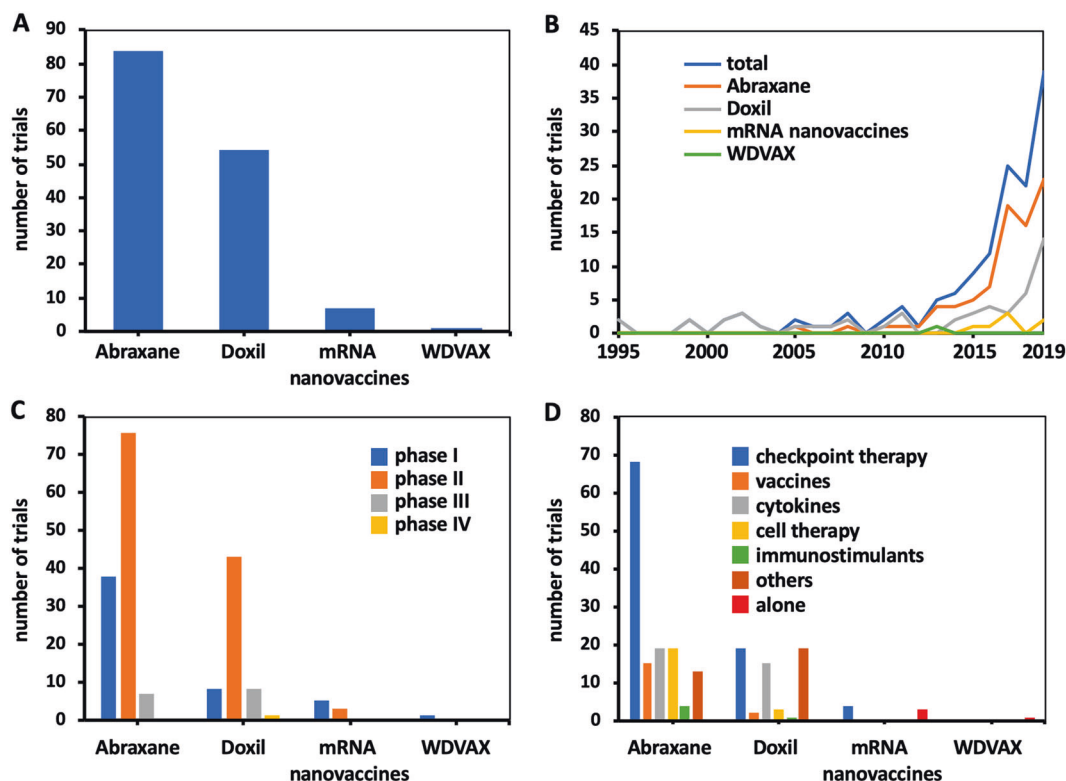 A
number of trials
90
80
70
60
50
40
30
20
10
0
Abraxane Doxil mRNA WDVAX
nanovaccines
B
number of trials
45
40
35
30
25
20
15
10
5
0
total
Abraxane
Doxil
mRNA nanovaccines
WDVAX
1995 2000 2005 2010 2015 2019
C
number of trials
80
70
60
50
40
30
20
10
0
phase I
phase II
phase III
phase IV
Abraxane Doxil mRNA WDVAX
nanovaccines
D
number of trials
80
70
60
50
40
30
20
10
0
checkpoint therapy
vaccines
cytokines
cell therapy
immunostimulants
others
alone
Abraxane Doxil mRNA WDVAX
nanovaccines